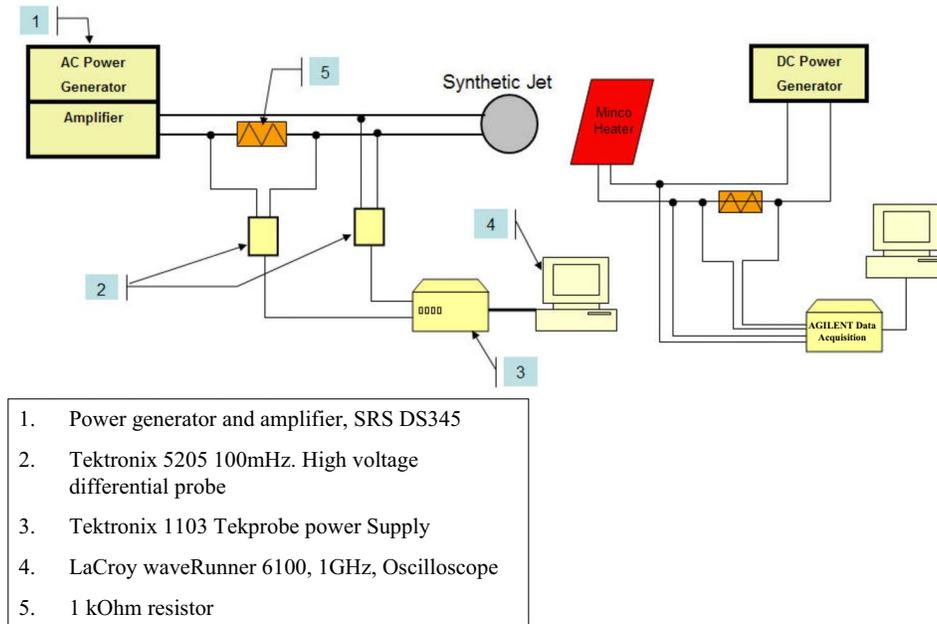 1
AC Power
Generator
Amplifier
5
Synthetic Jet
Minco
Heater
DC Power
Generator
2
4
3
AGILENT Data
Acquisition
1. Power generator and amplifier, SRS DS345
2. Tektronix 5205 100mHz. High voltage
differential probe
3. Tektronix 1103 Tekprobe power Supply
4. LaCroy waveRunner 6100, 1GHz, Oscilloscope
5. 1 kOhm resistor